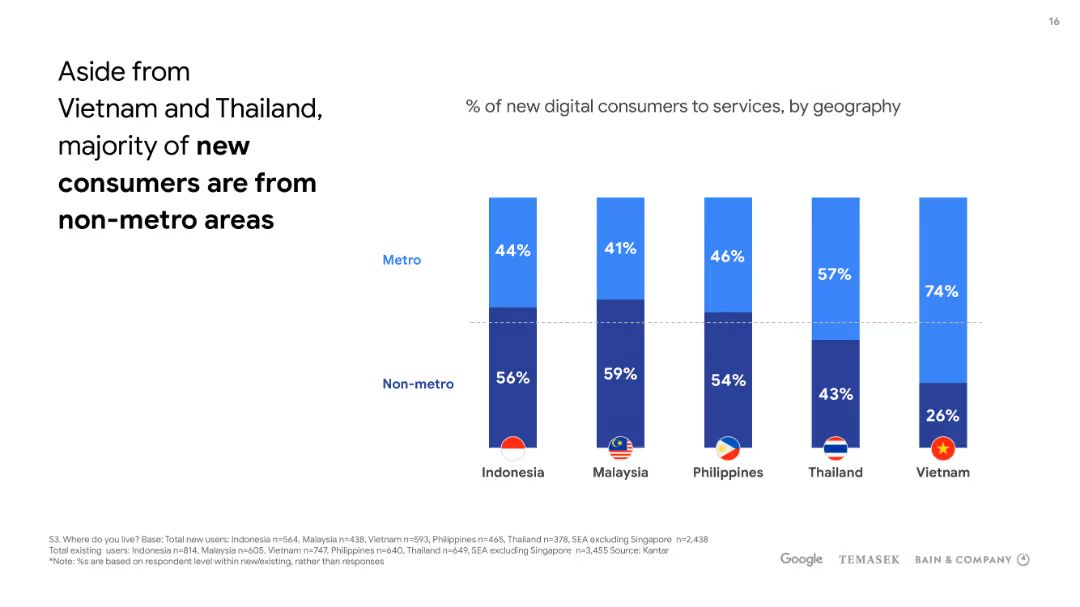 16
Aside from
Vietnam and Thailand,
majority of new
consumers are from
non-metro areas
% of new digital consumers to services, by geography
Metro
Non-metro
44%
41%
46%
57%
74%
56%
59%
54%
43%
26%
Indonesia
Malaysia
Philippines
Thailand
Vietnam
S3. Where do you live? Base: Total new users: Indonesia n=564, Malaysia n=438, Vietnam n=593, Philippines n=465, Thailand n=378, SEA excluding Singapore n=2,438
Total existing users: Indonesia n=814, Malaysia n=605, Vietnam n=747, Philippines n=640, Thailand n=649, SEA excluding Singapore n=3,455 Source: Kantar
*Note: %s are based on respondent level within new/existing, rather than responses
Google TEMASEK BAIN & COMPANY